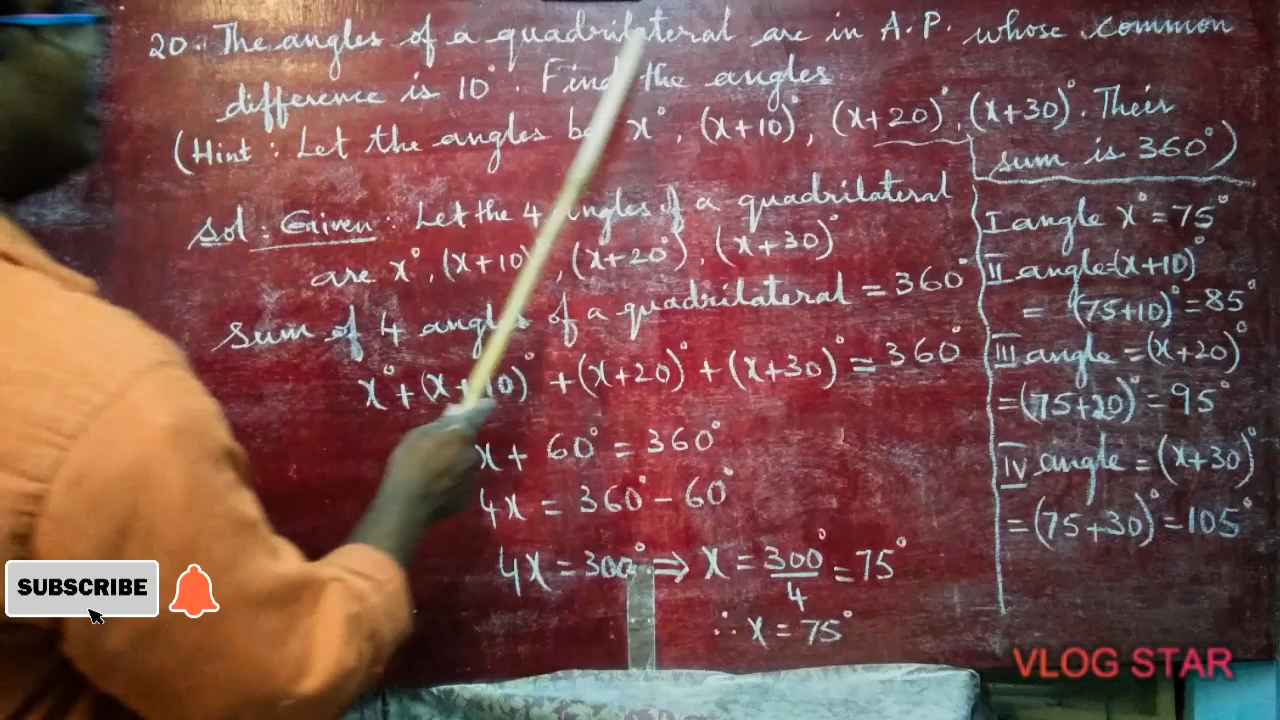 20. The angles of a quadrilateral are in A.P. whose common
difference is 10°. Find the angles
(Hint : Let the angles be x°, (x+10)°, (x+20)°, (x+30)°. Their
sum is 360°)
Sol : Given : Let the 4 angles of a quadrilateral
are x°, (x+10), (x+20°), (x+30)°
Sum of 4 angles of a quadrilateral = 360°
x° + (x+10)° + (x+20)° + (x+30)° = 360°
x + 60° = 360°
4x = 360° - 60°
4x = 300° ⇒ x = 300°/4 = 75°
∴ x = 75°
I angle x° = 75°
II angle = (x+10)°
= (75+10)° = 85°
III angle = (x+20)°
= (75+20)° = 95°
IV angle = (x+30)°
= (75+30)° = 105°
SUBSCRIBE
VLOG STAR